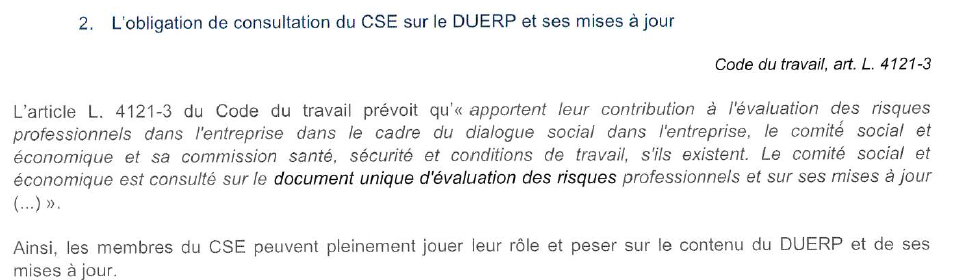 2. L'obligation de consultation du CSE sur le DUERP et ses mises à jour
Code du travail, art. L. 4121-3
L'article L. 4121-3 du Code du travail prévoit qu'« apportent leur contribution à l'évaluation des risques
professionnels dans l'entreprise dans le cadre du dialogue social dans l'entreprise, le comité social et
économique et sa commission santé, sécurité et conditions de travail, s'ils existent. Le comité social et
économique est consulté sur le document unique d'évaluation des risques professionnels et sur ses mises à jour
(...) ».
Ainsi, les membres du CSE peuvent pleinement jouer leur rôle et peser sur le contenu du DUERP et de ses
mises à jour.